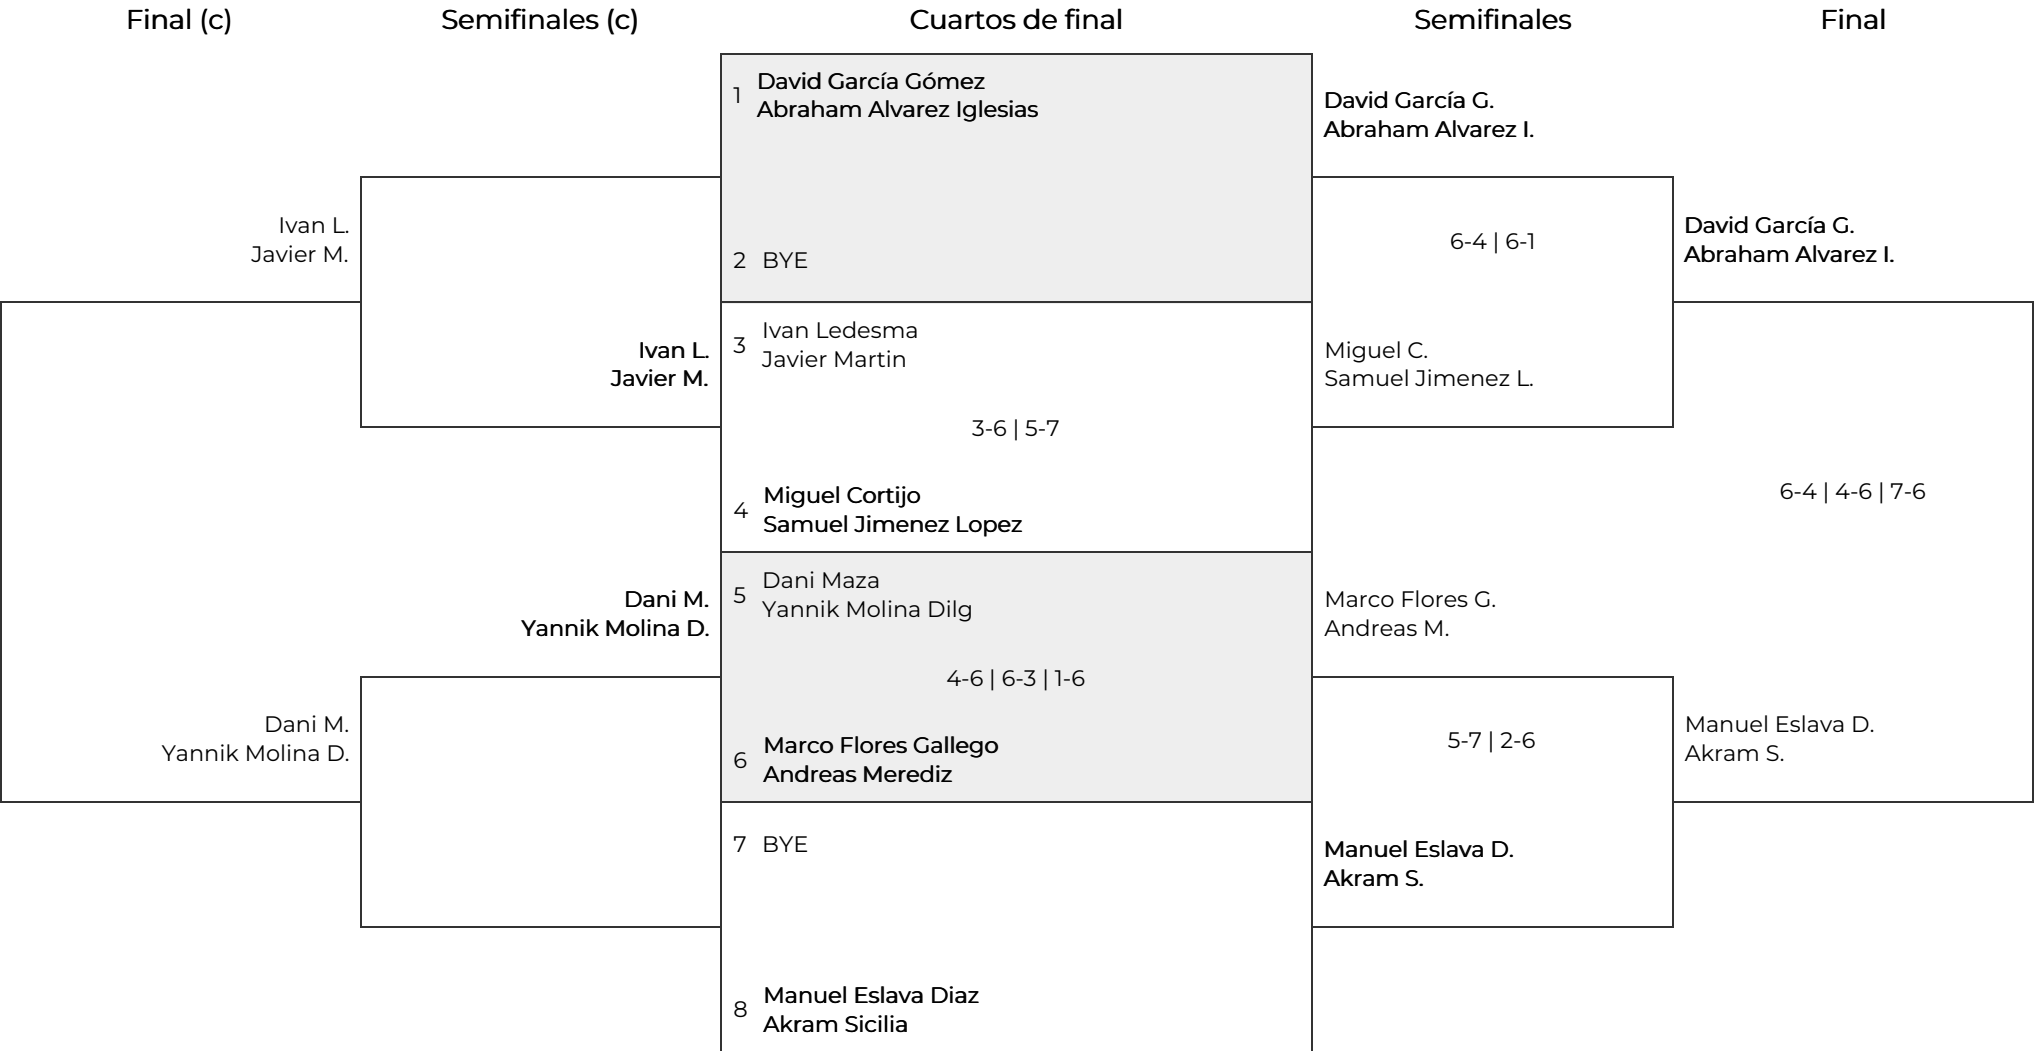 Final (c)
Semifinales (c)
Cuartos de final
Semifinales
Final
Ivan L.
Javier M.
Dani M.
Yannik Molina D.
Ivan L.
Javier M.
Dani M.
Yannik Molina D.
1 David García Gómez
Abraham Alvarez Iglesias
2 BYE
3 Ivan Ledesma
Javier Martin
3-6 | 5-7
4 Miguel Cortijo
Samuel Jimenez Lopez
5 Dani Maza
Yannik Molina Dilg
4-6 | 6-3 | 1-6
6 Marco Flores Gallego
Andreas Merediz
7 BYE
8 Manuel Eslava Diaz
Akram Sicilia
David García G.
Abraham Alvarez I.
6-4 | 6-1
Miguel C.
Samuel Jimenez L.
Marco Flores G.
Andreas M.
5-7 | 2-6
Manuel Eslava D.
Akram S.
David García G.
Abraham Alvarez I.
6-4 | 4-6 | 7-6
Manuel Eslava D.
Akram S.